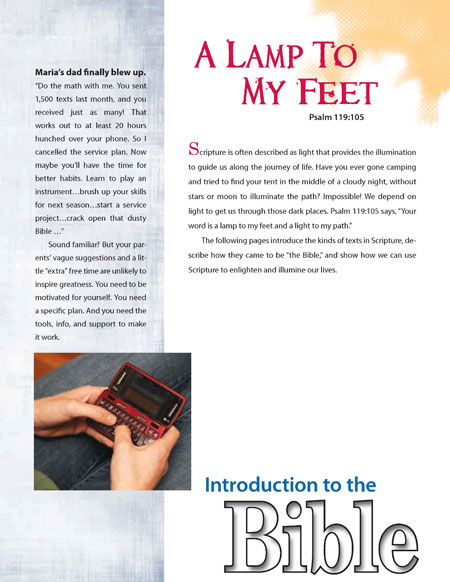 Maria's dad finally blew up.
"Do the math with me. You sent
1,500 texts last month, and you
received just as many! That
works out to at least 20 hours
hunched over your phone. So I
cancelled the service plan. Now
maybe you'll have the time for
better habits. Learn to play an
instrument…brush up your skills
for next season…start a service
project…crack open that dusty
Bible …"
Sound familiar? But your par-
ents' vague suggestions and a lit-
tle "extra" free time are unlikely to
inspire greatness. You need to be
motivated for yourself. You need
a specific plan. And you need the
tools, info, and support to make
it work.
A Lamp To
My Feet
Psalm 119:105
Scripture is often described as light that provides the illumination
to guide us along the journey of life. Have you ever gone camping
and tried to find your tent in the middle of a cloudy night, without
stars or moon to illuminate the path? Impossible! We depend on
light to get us through those dark places. Psalm 119:105 says, "Your
word is a lamp to my feet and a light to my path."
The following pages introduce the kinds of texts in Scripture, de-
scribe how they came to be "the Bible," and show how we can use
Scripture to enlighten and illumine our lives.
Introduction to the
Bible